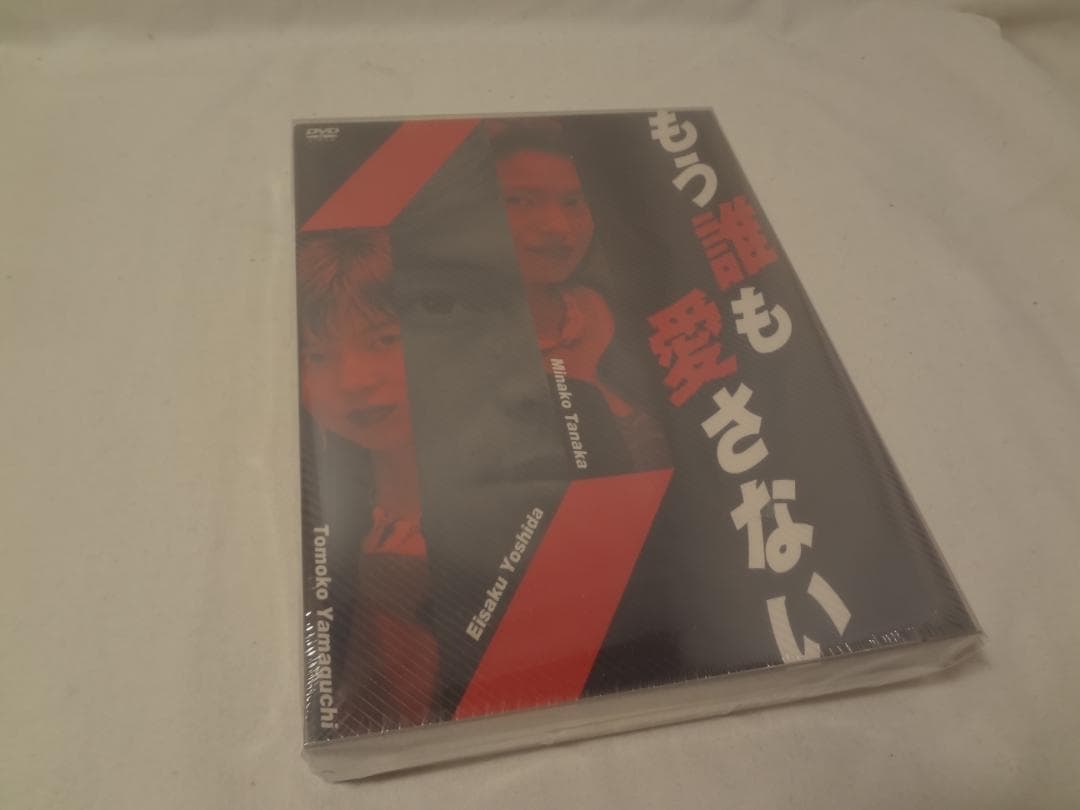 DVD
もう誰も
愛さない
Minako Tanaka
Eisaku Yoshida
Tomoko Yamaguchi